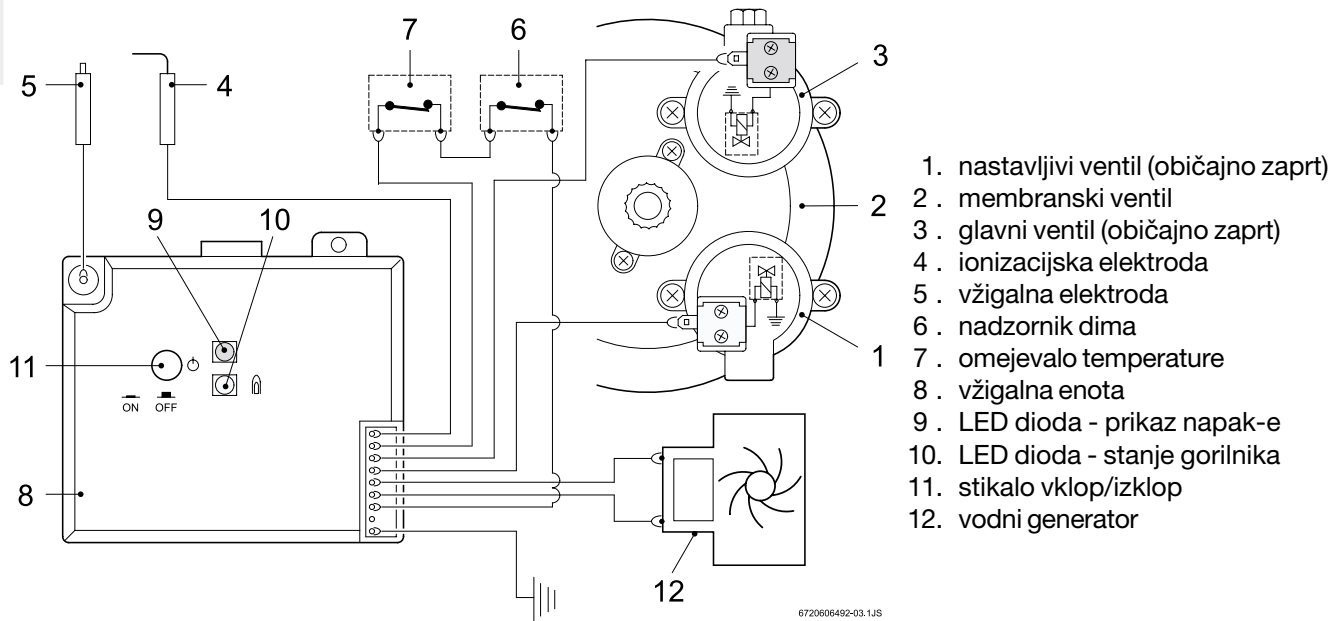 7
6
5
4
3
9
10
2
11
ON OFF
1
8
12
6720606492-03.1JS
1. nastavljivi ventil (običajno zaprt)
2 . membranski ventil
3 . glavni ventil (običajno zaprt)
4 . ionizacijska elektroda
5 . vžigalna elektroda
6 . nadzornik dima
7 . omejevalo temperature
8 . vžigalna enota
9 . LED dioda - prikaz napak-e
10. LED dioda - stanje gorilnika
11. stikalo vklop/izklop
12. vodni generator